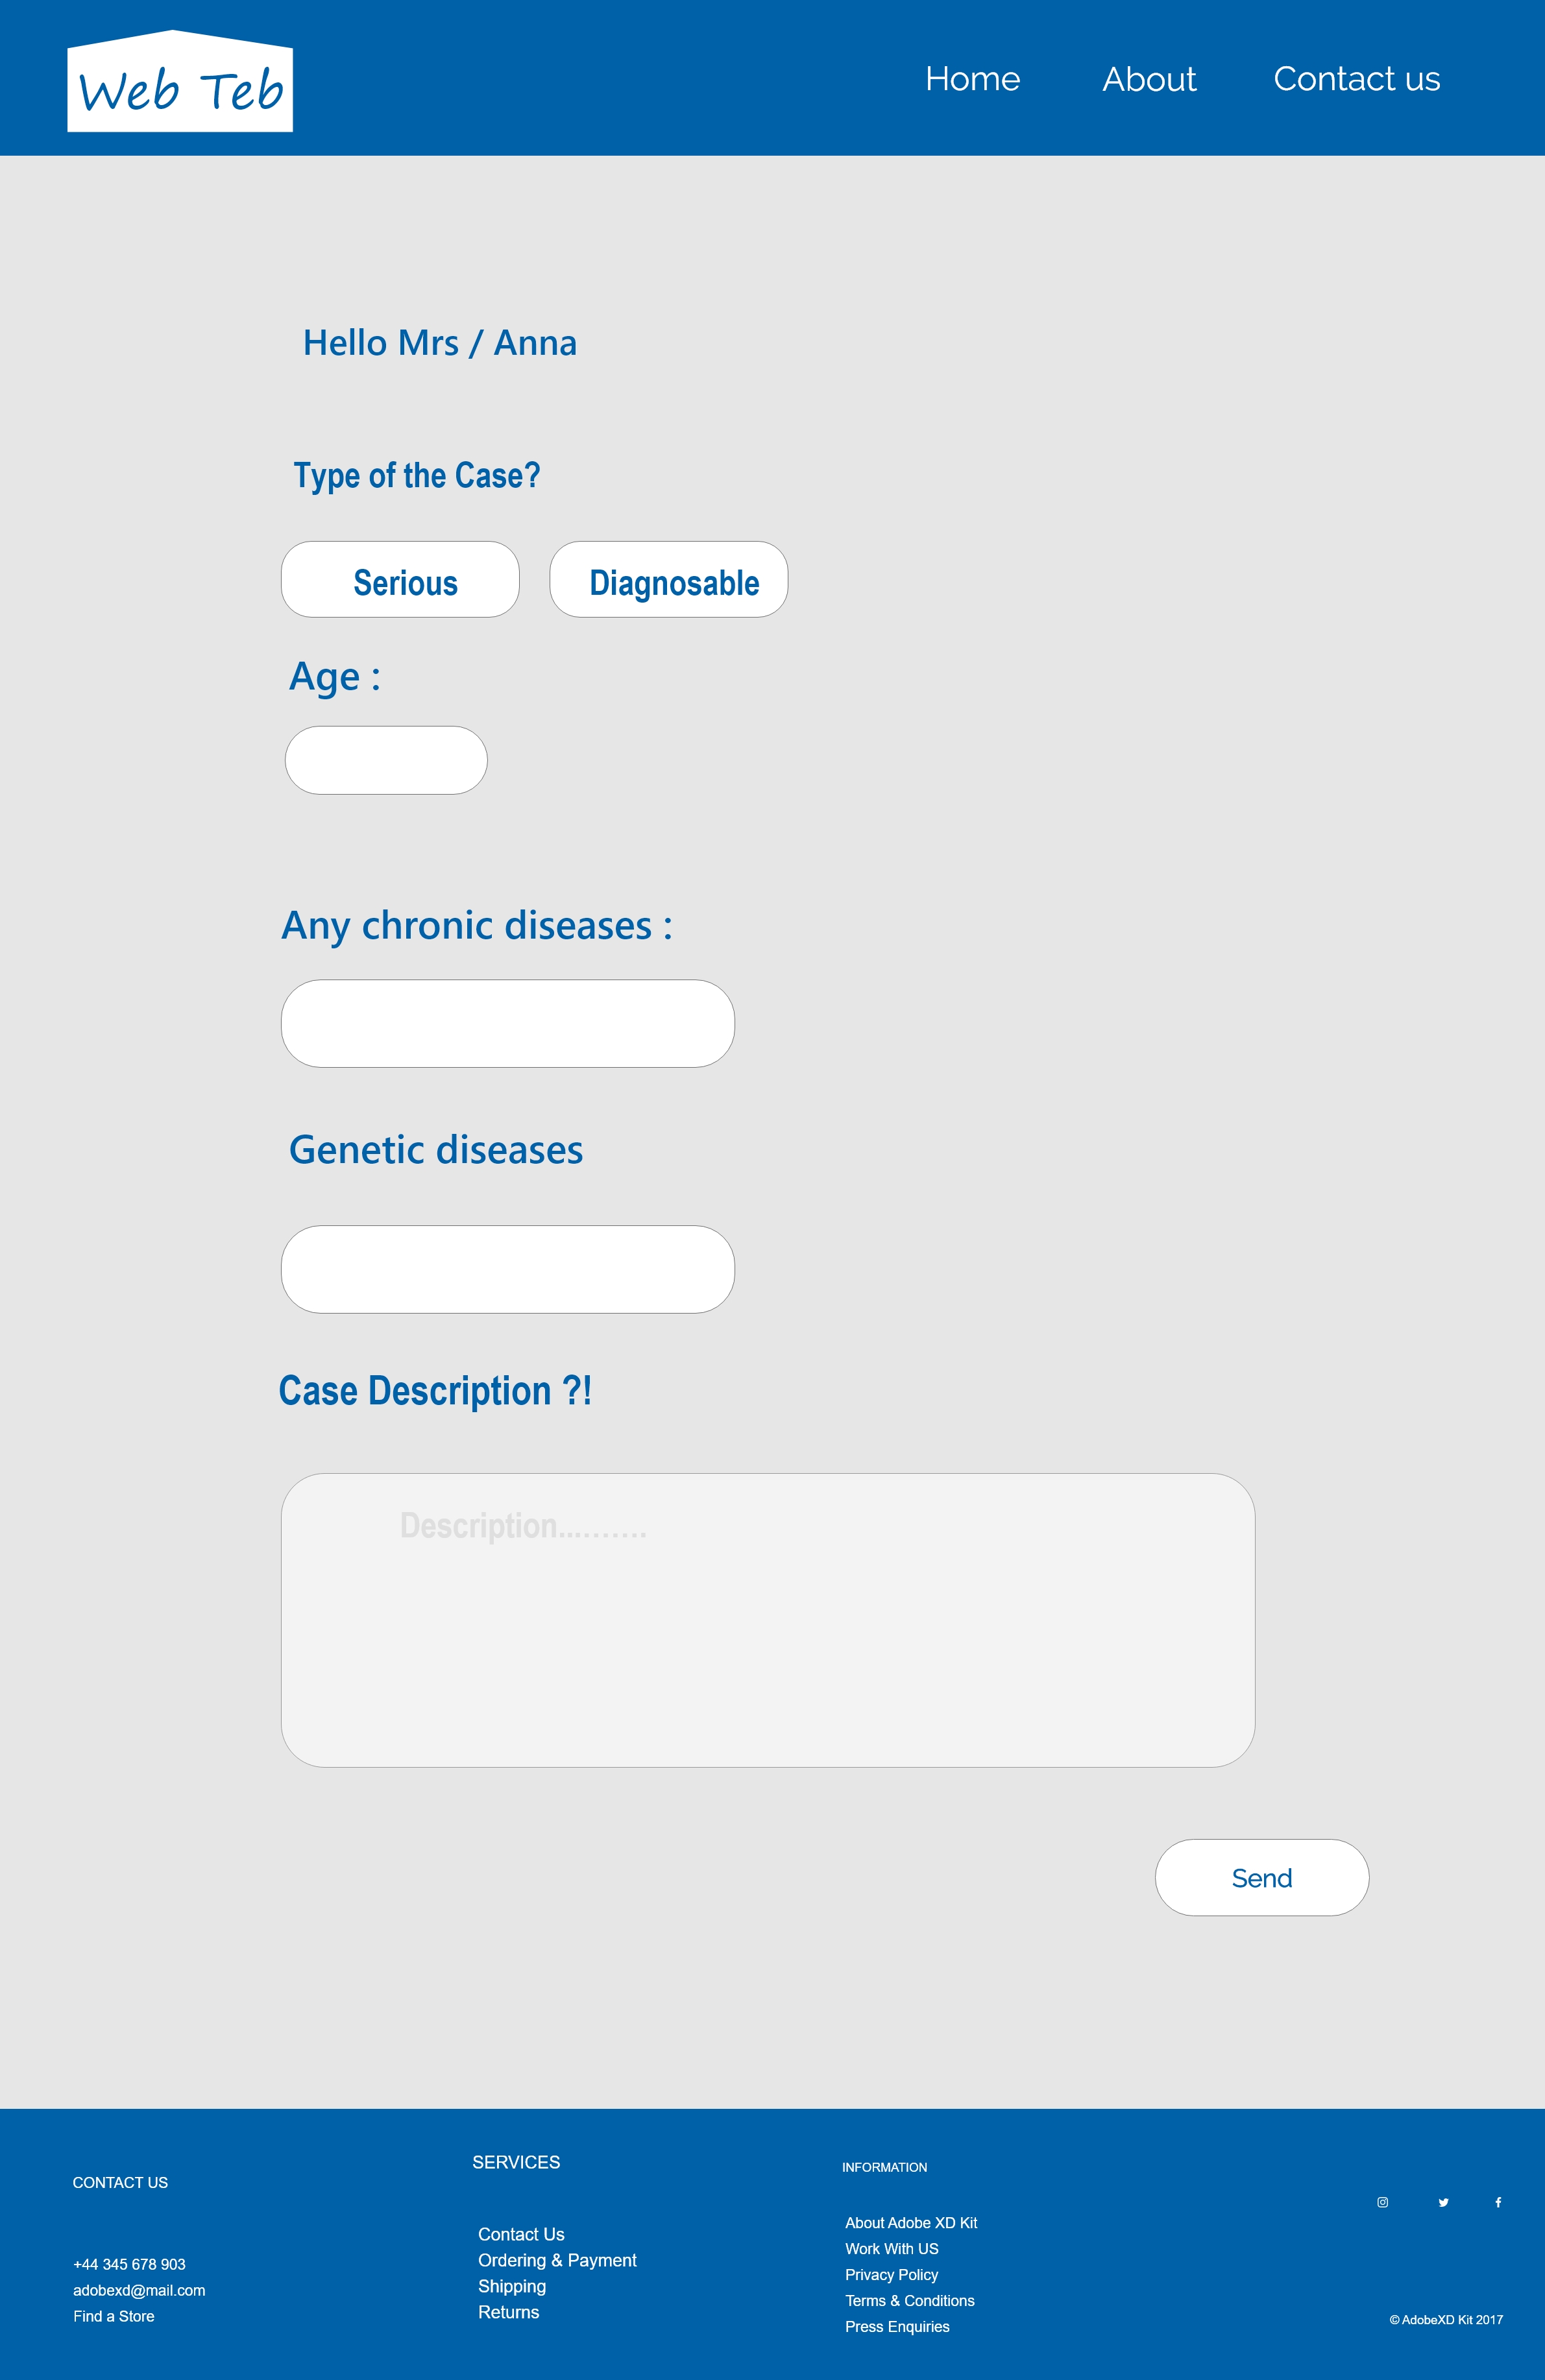 Web Teb
Home About Contact us
Hello Mrs / Anna
Type of the Case?
Serious Diagnosable
Age :
Any chronic diseases :
Genetic diseases
Case Description ?!
Description..........
Send
CONTACT US
+44 345 678 903
adobexd@mail.com
Find a Store
SERVICES
Contact Us
Ordering & Payment
Shipping
Returns
INFORMATION
About Adobe XD Kit
Work With US
Privacy Policy
Terms & Conditions
Press Enquiries
© AdobeXD Kit 2017